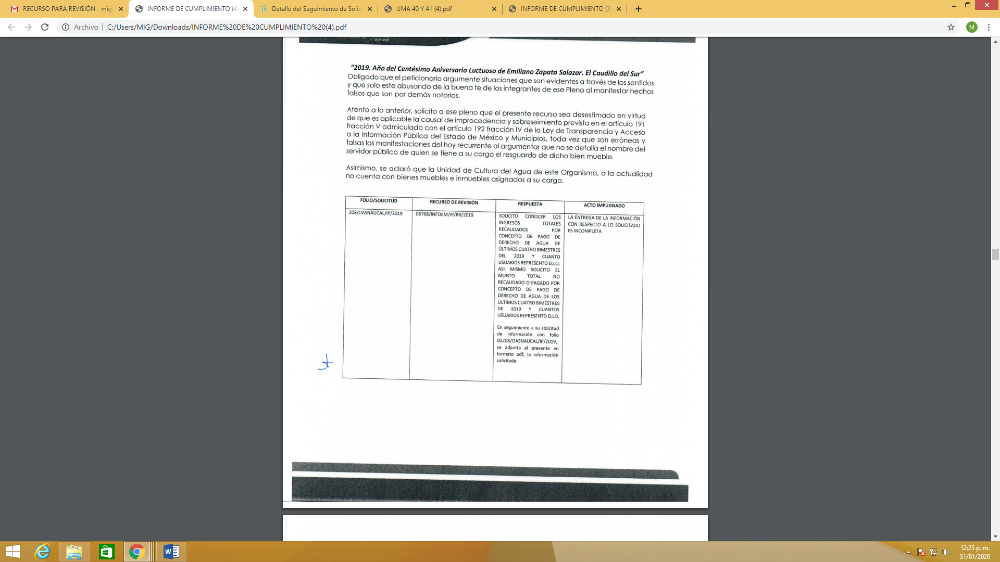 RECURSO PARA REVISIÓN - migc
INFORME DE CUMPLIMIENTO (4
Detalle del Seguimiento de Solici
UMA 40 Y 41 (4).pdf
INFORME DE CUMPLIMIENTO (3
Archivo
C:/Users/MIG/Downloads/INFORME%20DE%20CUMPLIMIENTO%20(4).pdf
M
2019-2021
“2019. Año del Centésimo Aniversario Luctuoso de Emiliano Zapata Salazar. El Caudillo del Sur”
Obligado que el peticionario argumente situaciones que son evidentes a través de los sentidos
y que solo este abusando de la buena fe de los integrantes de ese Pleno al manifestar hechos
falsos que son por demás notorios.
Atento a lo anterior, solicito a ese pleno que el presente recurso sea desestimado en virtud
de que es aplicable la causal de improcedencia y sobreseimiento prevista en el artículo 191
fracción V admiculado con el artículo 192 fracción IV de la Ley de Transparencia y Acceso
a la Información Pública del Estado de México y Municipios, toda vez que son erróneas y
falsas las manifestaciones del hoy recurrente al argumentar que no se detalla el nombre del
servidor público de quien se tiene a su cargo el resguardo de dicho bien mueble.
Asimismo, se aclaró que la Unidad de Cultura del Agua de este Organismo, a la actualidad
no cuenta con bienes muebles e inmuebles asignados a su cargo.
FOLIO/SOLICITUD
RECURSO DE REVISIÓN
RESPUESTA
ACTO IMPUGNADO
208/OASNAUCAL/IP/2019
08768/INFOEM/IP/RR/2019
SOLICITO CONOCER LOS
INGRESOS TOTALES
RECAUDADOS POR
CONCEPTO DE PAGO DE
DERECHO DE AGUA DE
ÚLTIMOS CUATRO BIMESTRES
DEL 2019 Y CUANTO
USUARIOS REPRESENTO ELLO.
ASI MISMO SOLICITO EL
MONTO TOTAL NO
RECAUDADO O PAGADO POR
CONCEPTO DE PAGO DE
DERECHO DE AGUA DE LOS
ULTIMOS CUATRO BIMESTRES
DE 2019 Y CUANTOS
USUARIOS REPRESENTO ELLO.
En seguimiento a su solicitud
de información con folio
00208/OASNAUCAL/IP/2019,
se adjunta al presente en
formato pdf, la información
solicitada.
LA ENTREGA DE LA INFORMACIÓN
CON RESPECTO A LO SOLICITADO
ES INCOMPLETA
12:25 p. m.
31/01/2020